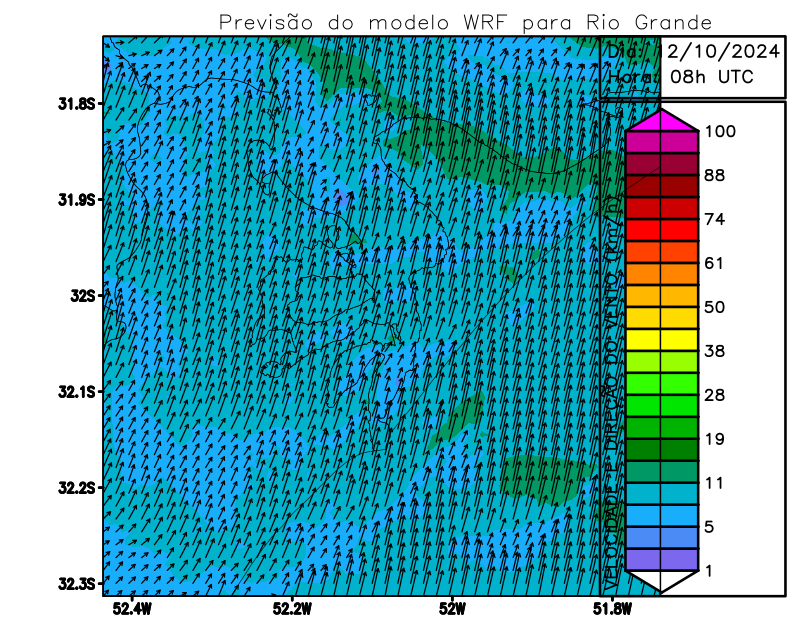 Previsão do modelo WRF para Rio Grande
Dia: 12/10/2024
Hora: 08h UTC
31.8S
31.9S
32S
32.1S
32.2S
32.3S
52.4W
52.2W
52W
51.8W
VELOCIDADE E DIREÇÃO DO VENTO (km/h)
100
88
74
61
50
38
28
19
11
5
1